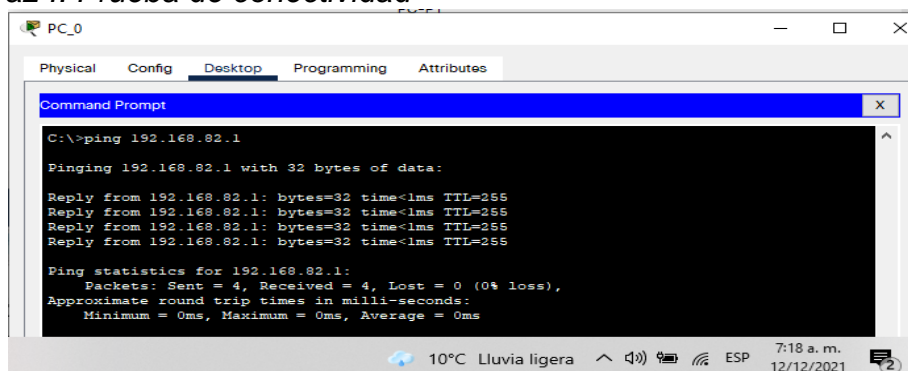 Prueba de conectividad
PC_0
Physical Config Desktop Programming Attributes
Command Prompt
X
C:\>ping 192.168.82.1
Pinging 192.168.82.1 with 32 bytes of data:
Reply from 192.168.82.1: bytes=32 time<1ms TTL=255
Reply from 192.168.82.1: bytes=32 time<1ms TTL=255
Reply from 192.168.82.1: bytes=32 time<1ms TTL=255
Reply from 192.168.82.1: bytes=32 time<1ms TTL=255
Ping statistics for 192.168.82.1:
Packets: Sent = 4, Received = 4, Lost = 0 (0% loss),
Approximate round trip times in milli-seconds:
Minimum = 0ms, Maximum = 0ms, Average = 0ms
10°C Lluvia ligera ESP 7:18 a. m.
12/12/2021
2